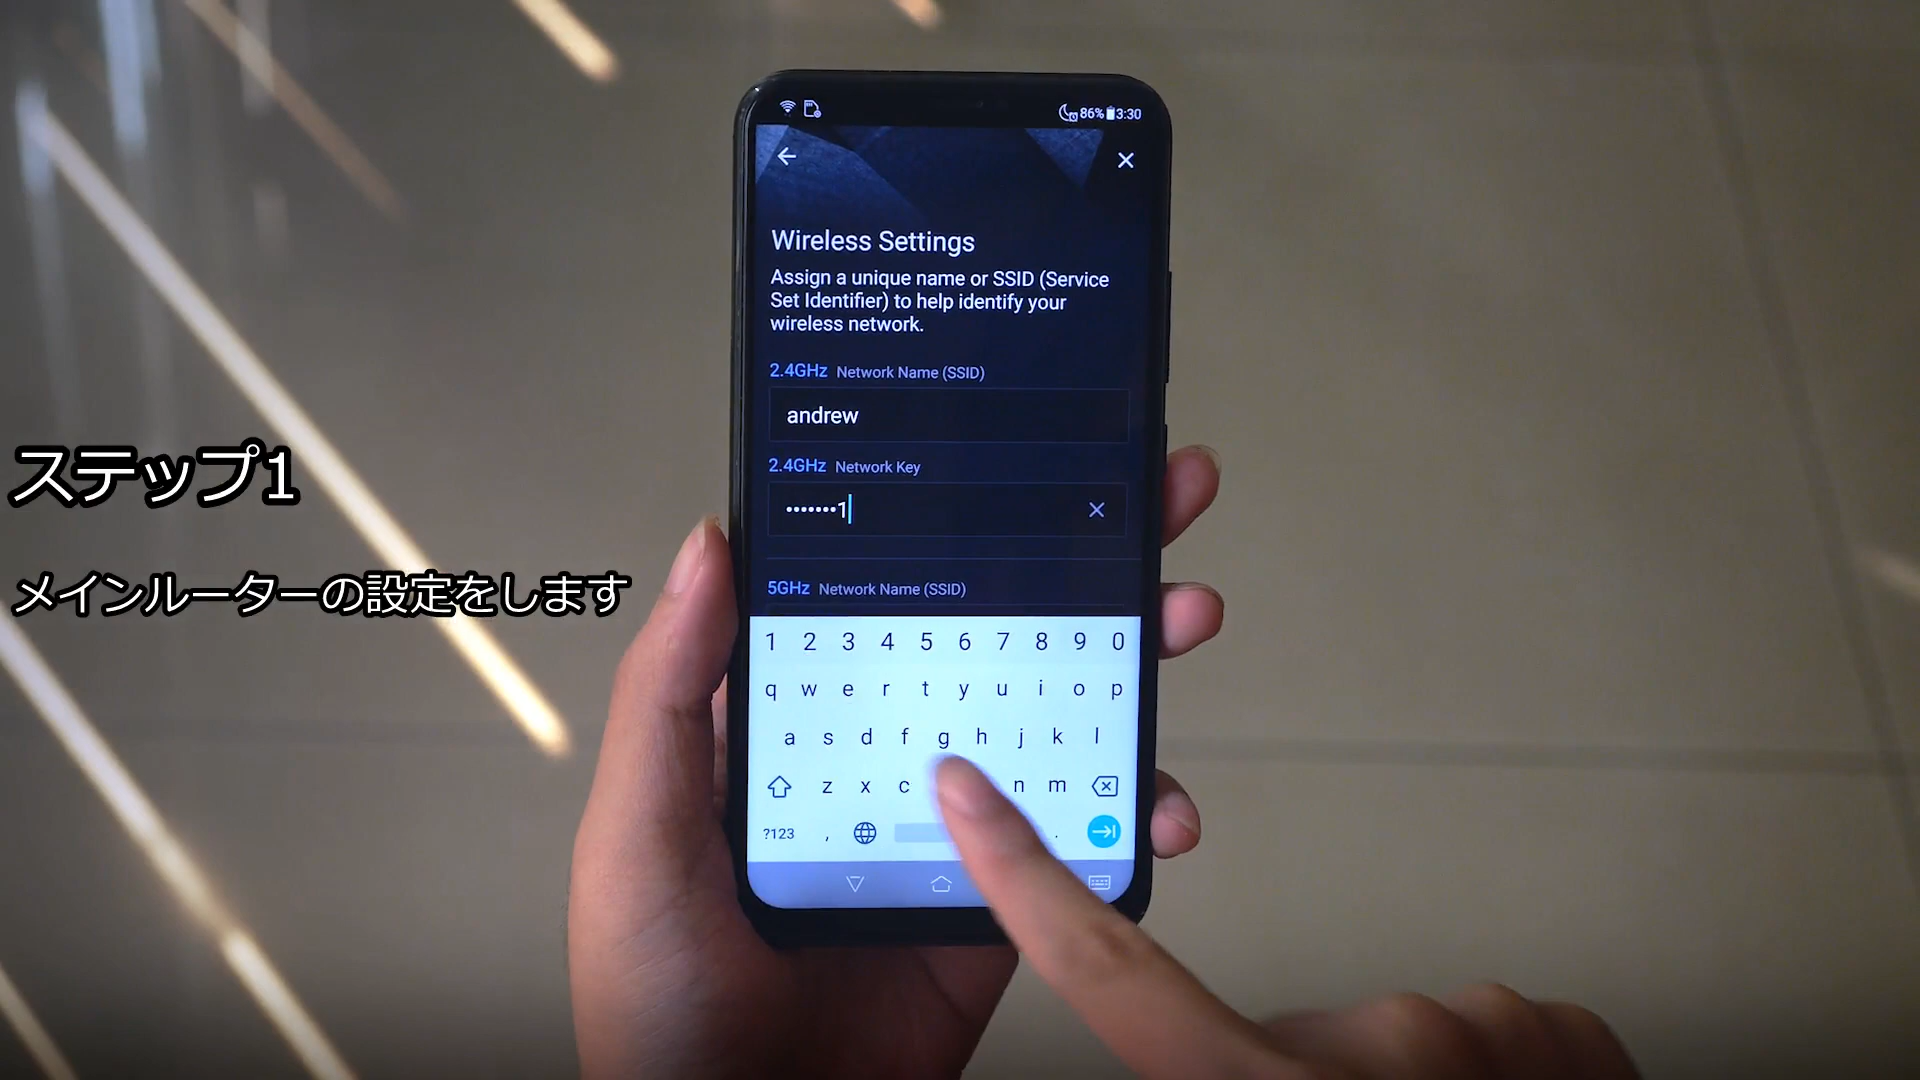 86% 3:30
Wireless Settings
Assign a unique name or SSID (Service
Set Identifier) to help identify your
wireless network.
2.4GHz Network Name (SSID)
andrew
2.4GHz Network Key
•••••••1
5GHz Network Name (SSID)
1 2 3 4 5 6 7 8 9 0
q w e r t y u i o p
a s d f g h j k l
z x c n m
?123 , .
ステップ1
メインルーターの設定をします